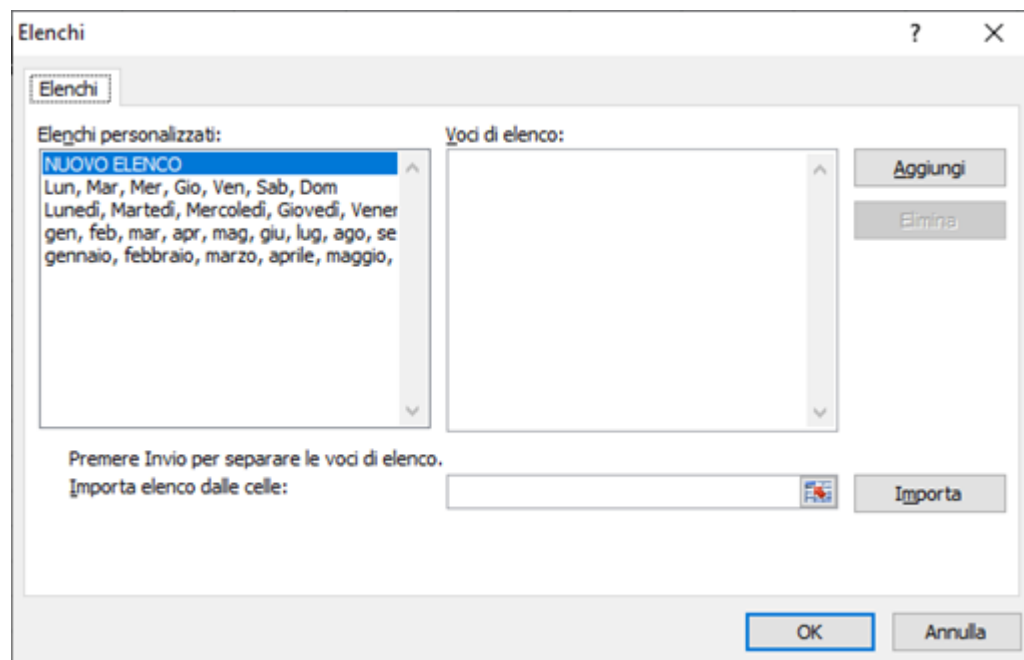 Elenchi
Elenchi
Elenchi personalizzati:
Voci di elenco:
NUOVO ELENCO
Lun, Mar, Mer, Gio, Ven, Sab, Dom
Lunedì, Martedì, Mercoledì, Giovedì, Vener
gen, feb, mar, apr, mag, giu, lug, ago, se
gennaio, febbraio, marzo, aprile, maggio,
Aggiungi
Elimina
Premere Invio per separare le voci di elenco.
Importa elenco dalle celle:
Importa
OK
Annulla